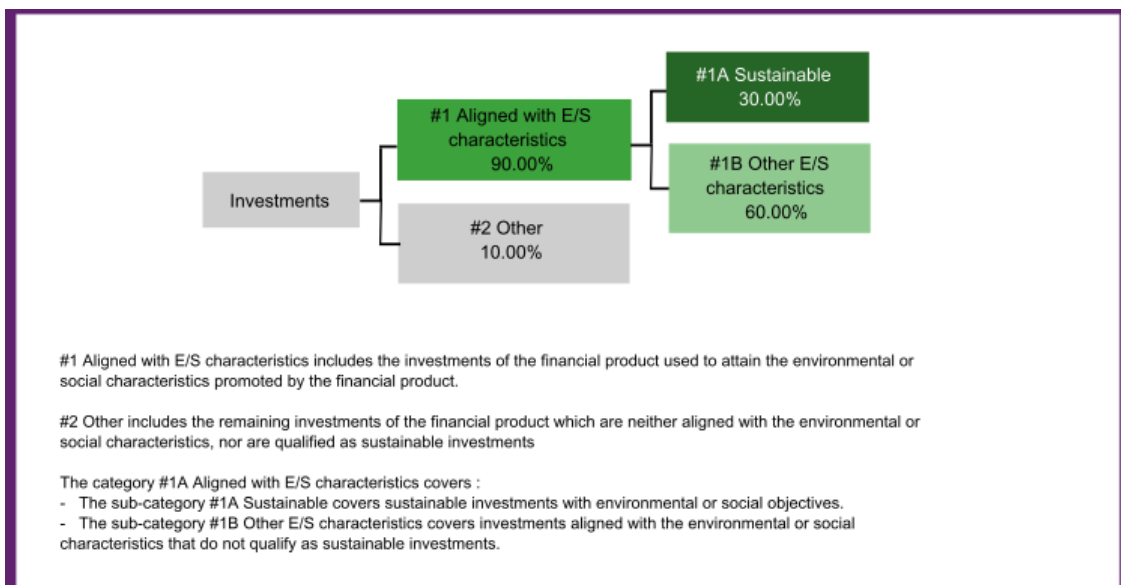 #1A Sustainable
30.00%
#1 Aligned with E/S
characteristics
90.00%
#1B Other E/S
characteristics
60.00%
Investments
#2 Other
10.00%
#1 Aligned with E/S characteristics includes the investments of the financial product used to attain the environmental or
social characteristics promoted by the financial product.
#2 Other includes the remaining investments of the financial product which are neither aligned with the environmental or
social characteristics, nor are qualified as sustainable investments
The category #1A Aligned with E/S characteristics covers :
- The sub-category #1A Sustainable covers sustainable investments with environmental or social objectives.
- The sub-category #1B Other E/S characteristics covers investments aligned with the environmental or social
characteristics that do not qualify as sustainable investments.